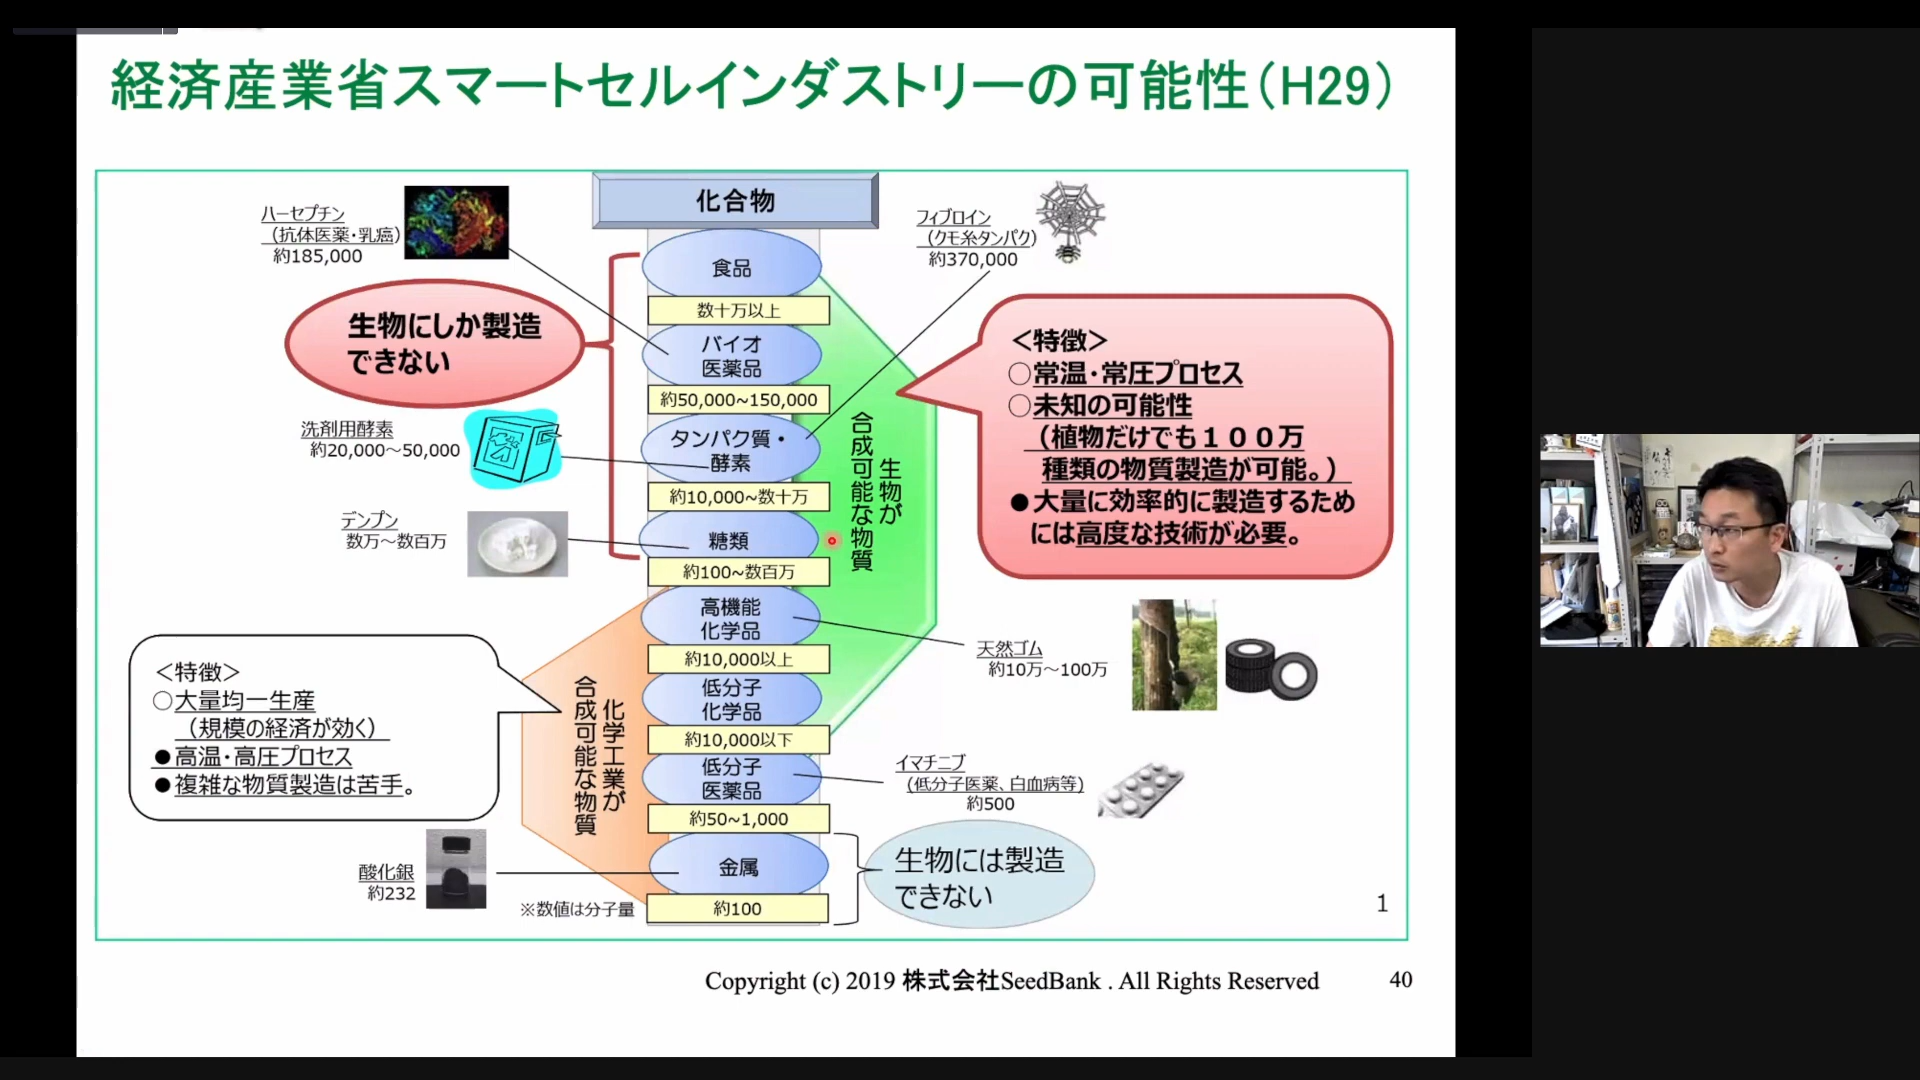 経済産業省スマートセルインダストリーの可能性（H29）
化合物
ハーセプチン
（抗体医薬・乳癌）
約185,000
フィブロイン
（クモ糸タンパク）
約370,000
食品
数十万以上
生物にしか製造
できない
バイオ
医薬品
約50,000~150,000
＜特徴＞
○常温・常圧プロセス
○未知の可能性
（植物だけでも１００万
種類の物質製造が可能。）
●大量に効率的に製造するため
には高度な技術が必要。
洗剤用酵素
約20,000～50,000
タンパク質・
酵素
約10,000~数十万
生物が
合成可能な物質
デンプン
数万～数百万
糖類
約100~数百万
高機能
化学品
約10,000以上
天然ゴム
約10万～100万
＜特徴＞
○大量均一生産
（規模の経済が効く）
●高温・高圧プロセス
●複雑な物質製造は苦手。
化学工業が
合成可能な物質
低分子
化学品
約10,000以下
低分子
医薬品
約50~1,000
イマチニブ
(低分子医薬、白血病等)
約500
酸化銀
約232
金属
約100
※数値は分子量
生物には製造
できない
1
Copyright (c) 2019 株式会社SeedBank . All Rights Reserved
40